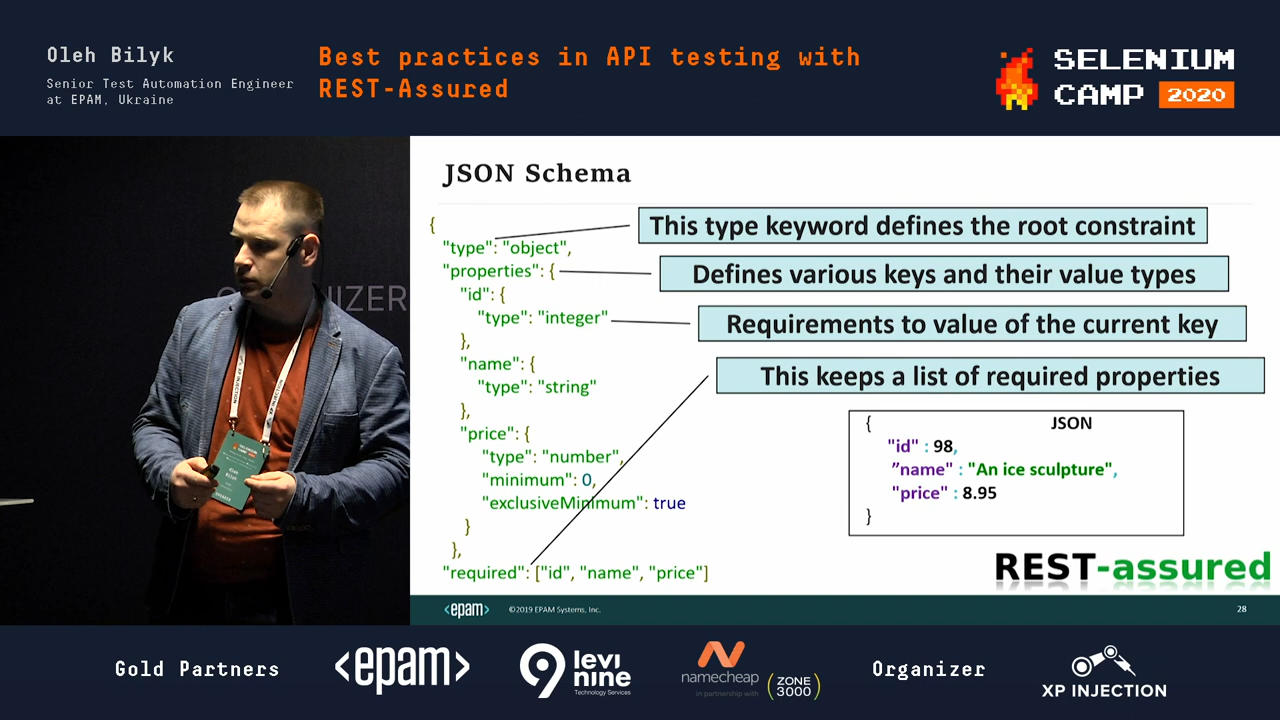 Oleh Bilyk
Senior Test Automation Engineer
at EPAM, Ukraine
Best practices in API testing with
REST-Assured
SELENIUM
CAMP 2020
JSON Schema
{
"type": "object",
"properties": {
"id": {
"type": "integer"
},
"name": {
"type": "string"
},
"price": {
"type": "number",
"minimum": 0,
"exclusiveMinimum": true
}
},
"required": ["id", "name", "price"]
This type keyword defines the root constraint
Defines various keys and their value types
Requirements to value of the current key
This keeps a list of required properties
{ JSON
"id" : 98,
”name" : "An ice sculpture",
"price" : 8.95
}
REST-assured
<epam> ©2019 EPAM Systems, Inc. 28
Oleh
Bilyk
Gold Partners
<epam>
9 levi
nine
Technology Services
namecheap
in partnership with
ZONE
3000
Organizer
XP INJECTION